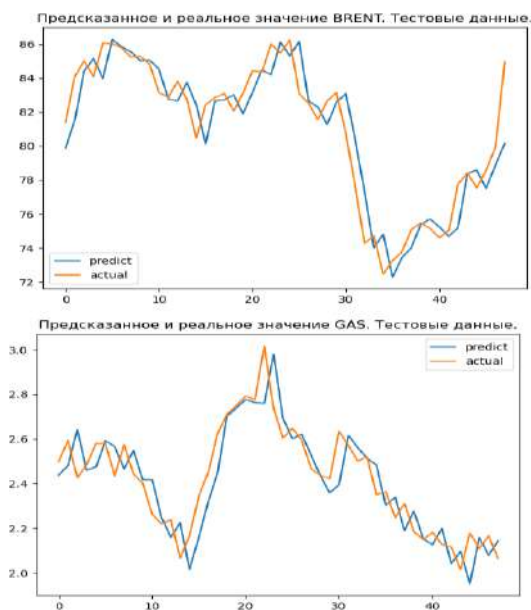 Предсказанное и реальное значение BRENT. Тестовые данные.
86
84
82
80
78
76
74
72
predict
actual
0 10 20 30 40
Предсказанное и реальное значение GAS. Тестовые данные.
3.0
2.8
2.6
2.4
2.2
2.0
predict
actual
0 10 20 30 40